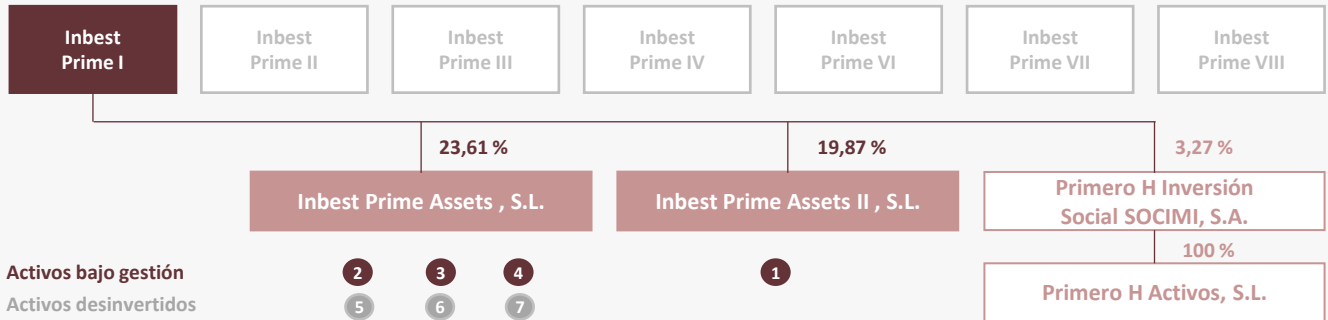 Inbest
Prime I
Inbest
Prime II
Inbest
Prime III
Inbest
Prime IV
Inbest
Prime VI
Inbest
Prime VII
Inbest
Prime VIII
23,61 %
19,87 %
3,27 %
Inbest Prime Assets , S.L.
Inbest Prime Assets II , S.L.
Primero H Inversión
Social SOCIMI, S.A.
100 %
Activos bajo gestión
2
3
4
1
Primero H Activos, S.L.
Activos desinvertidos
5
6
7